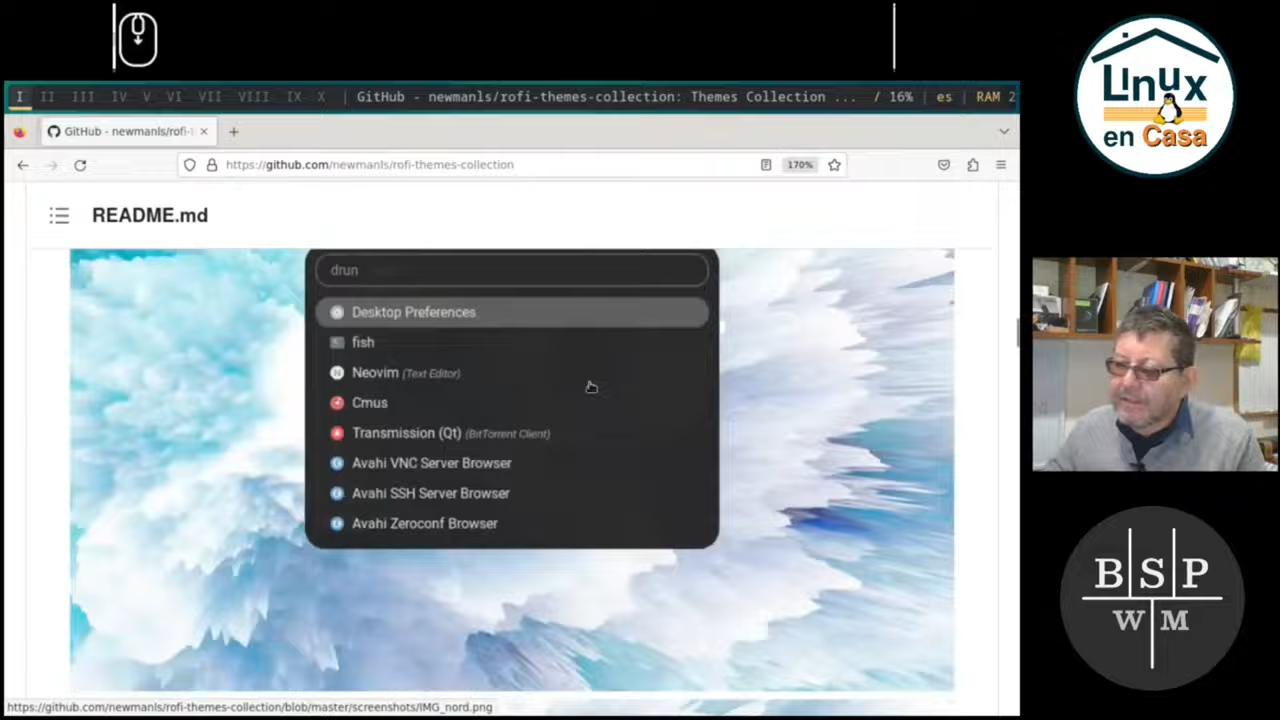 I II III IV V VI VII VIII IX X | GitHub - newmanls/rofi-themes-collection: Themes Collection ... / 16% | es | RAM 2
GitHub - newmanls/rofi-t
https://github.com/newmanls/rofi-themes-collection
170%
README.md
drun
Desktop Preferences
fish
Neovim (Text Editor)
Cmus
Transmission (Qt) (BitTorrent Client)
Avahi VNC Server Browser
Avahi SSH Server Browser
Avahi Zeroconf Browser
https://github.com/newmanls/rofi-themes-collection/blob/master/screenshots/IMG_nord.png
Linux
en Casa
BSP
WM